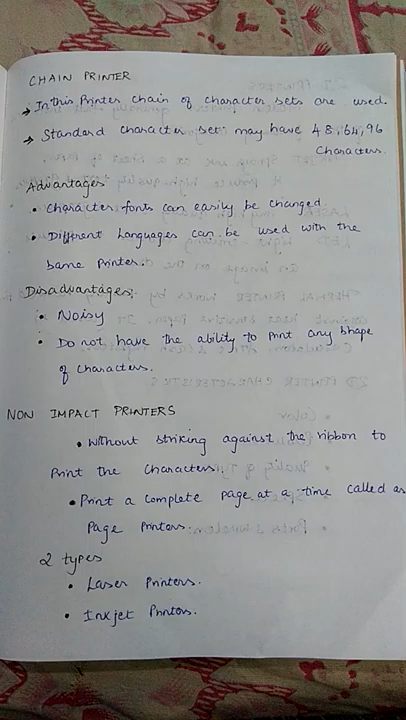 CHAIN PRINTER
→ In this Printer chain of character sets are used.
→ Standard character sets may have 48, 64, 96
Characters.
Advantages
• Character fonts can easily be changed.
• Different Languages can be used with the
same Printer.
Disadvantages:
• Noisy
• Do not have the ability to print any shape
of characters.
NON IMPACT PRINTERS
• Without striking against the ribbon to
Print the Characters.
• Print a Complete Page at a time called as
Page Printers.
2 types
• Laser Printers.
• Inkjet Printers.